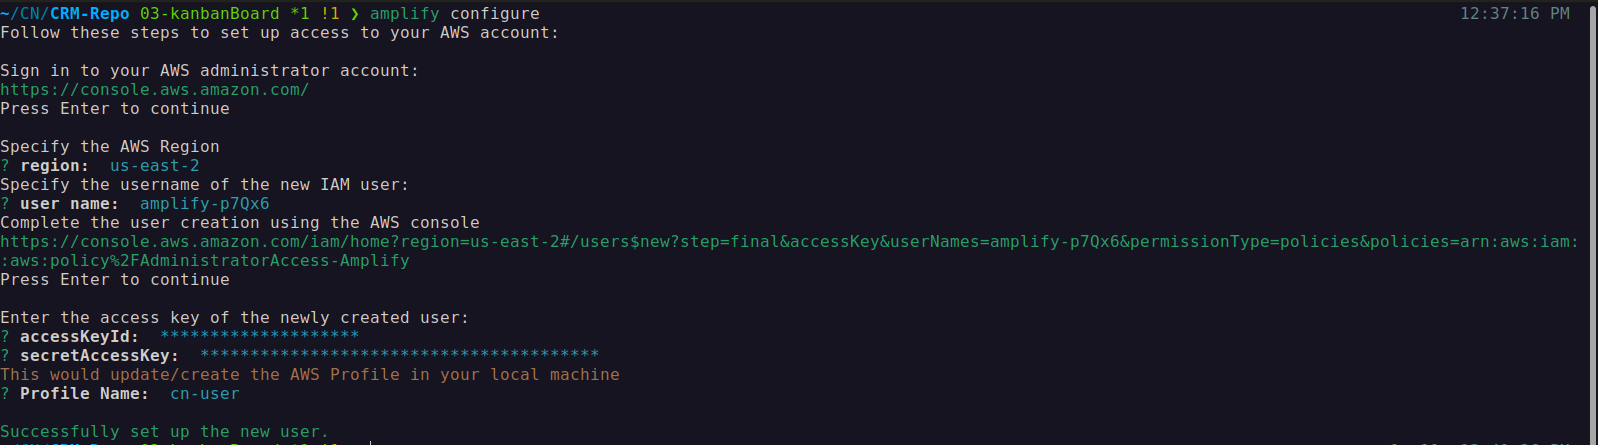 ~/CN/CRM-Repo 03-kanbanBoard *1 !1 ❯ amplify configure 12:37:16 PM
Follow these steps to set up access to your AWS account:
Sign in to your AWS administrator account:
https://console.aws.amazon.com/
Press Enter to continue
Specify the AWS Region
? region: us-east-2
Specify the username of the new IAM user:
? user name: amplify-p7Qx6
Complete the user creation using the AWS console
https://console.aws.amazon.com/iam/home?region=us-east-2#/users$new?step=final&accessKey&userNames=amplify-p7Qx6&permissionType=policies&policies=arn:aws:iam:
:aws:policy%2FAdministratorAccess-Amplify
Press Enter to continue
Enter the access key of the newly created user:
? accessKeyId: ********************
? secretAccessKey: ****************************************
This would update/create the AWS Profile in your local machine
? Profile Name: cn-user
Successfully set up the new user.